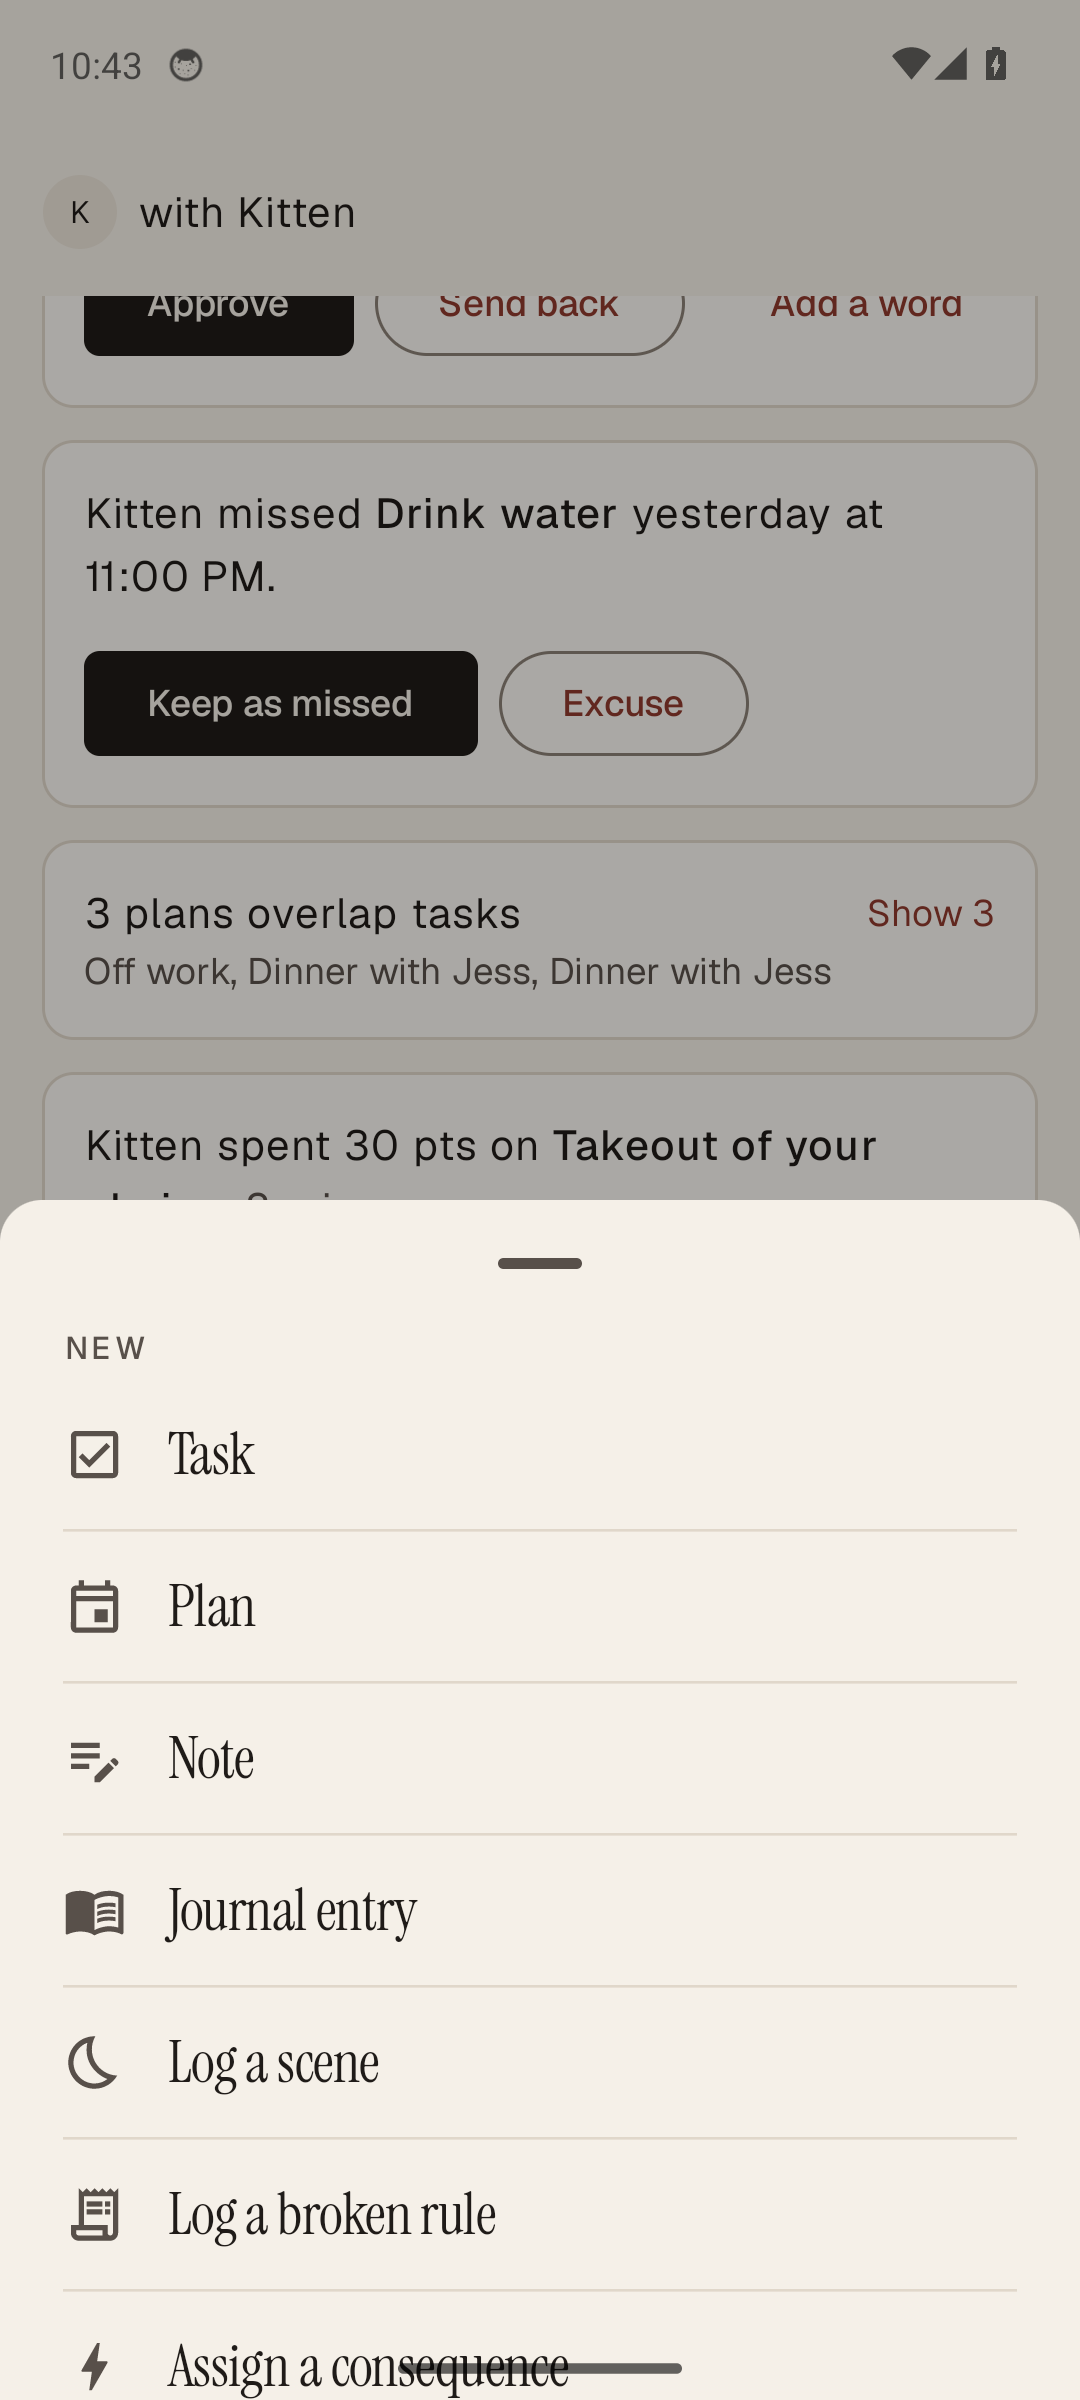 10:43
K with Kitten
Approve Send back Add a word
Kitten missed Drink water yesterday at
11:00 PM.
Keep as missed Excuse
3 plans overlap tasks Show 3
Off work, Dinner with Jess, Dinner with Jess
Kitten spent 30 pts on Takeout of your
NEW
Task
Plan
Note
Journal entry
Log a scene
Log a broken rule
Assign a consequence